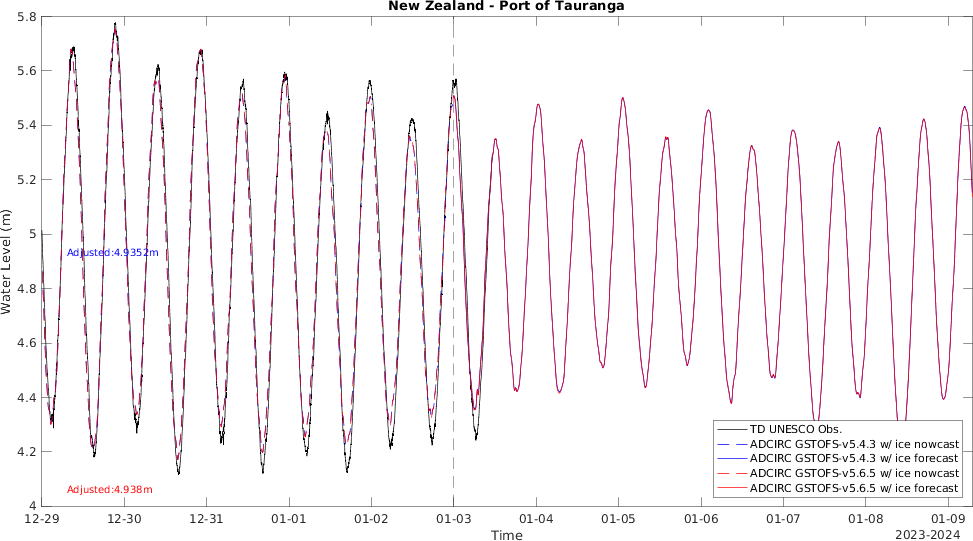 New Zealand - Port of Tauranga
Water Level (m)
5.8
5.6
5.4
5.2
5
4.8
4.6
4.4
4.2
4
Adjusted:4.9352m
Adjusted:4.938m
TD UNESCO Obs.
ADCIRC GSTOFS-v5.4.3 w/ ice nowcast
ADCIRC GSTOFS-v5.4.3 w/ ice forecast
ADCIRC GSTOFS-v5.6.5 w/ ice nowcast
ADCIRC GSTOFS-v5.6.5 w/ ice forecast
12-29 12-30 12-31 01-01 01-02 01-03 01-04 01-05 01-06 01-07 01-08 01-09
Time
2023-2024